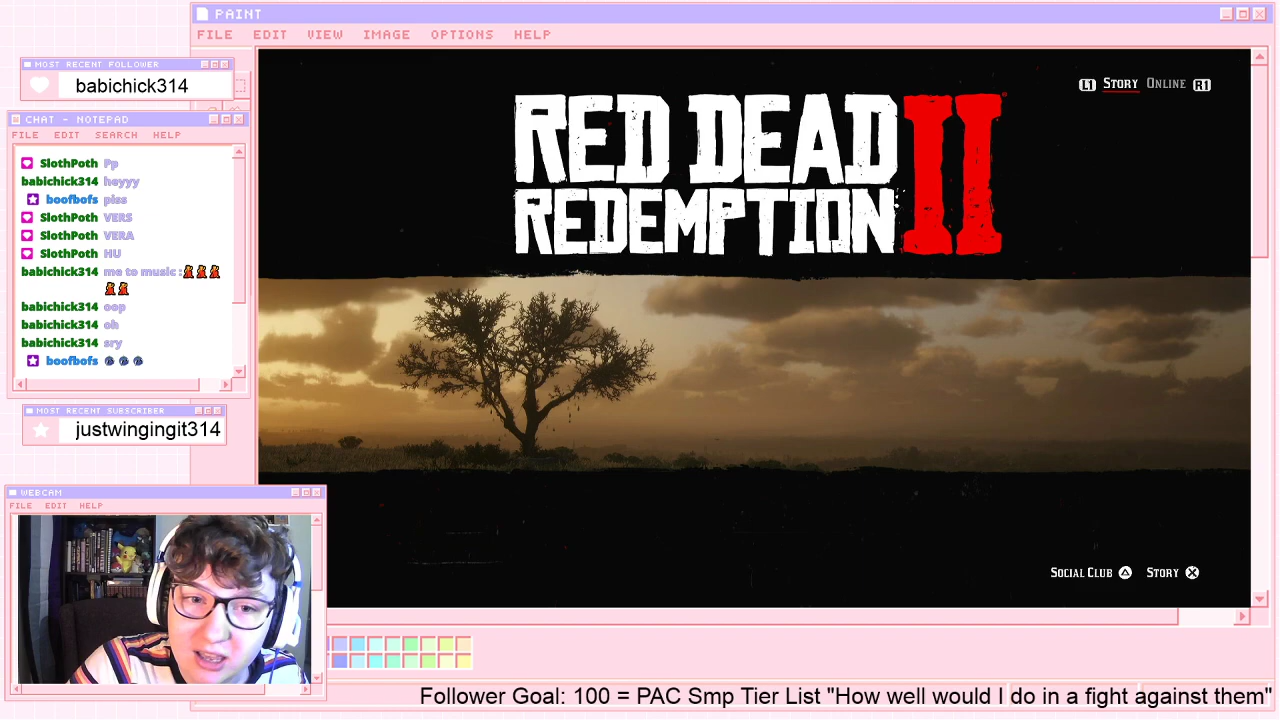 PAINT
FILE EDIT VIEW IMAGE OPTIONS HELP
MOST RECENT FOLLOWER
babichick314
CHAT - NOTEPAD
FILE EDIT SEARCH HELP
SlothPoth Pp
babichick314 heyyy
boofbofs piss
SlothPoth VERS
SlothPoth VERA
SlothPoth HU
babichick314 me to music :
babichick314 oop
babichick314 oh
babichick314 sry
boofbofs
MOST RECENT SUBSCRIBER
justwingingit314
WEBCAM
FILE EDIT HELP
L1 STORY ONLINE R1
RED DEAD
REDEMPTION II
SOCIAL CLUB STORY
Follower Goal: 100 = PAC Smp Tier List "How well would I do in a fight against them"